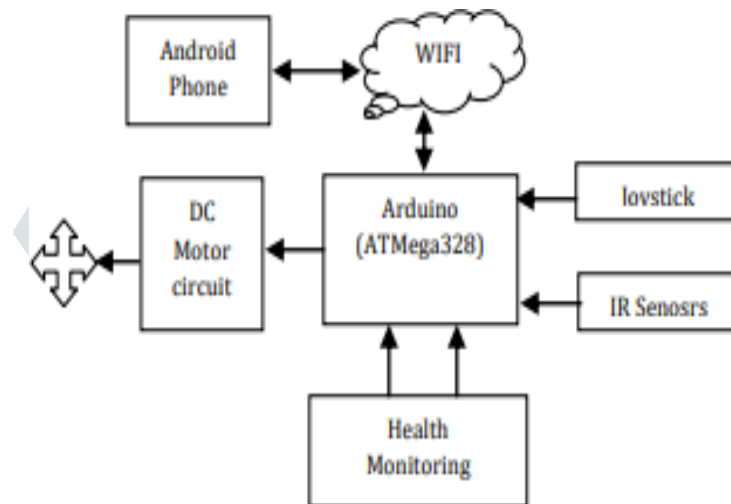 Android
Phone
WIFI
DC
Motor
circuit
Arduino
(ATMega328)
Iovstick
IR Senosrs
Health
Monitoring